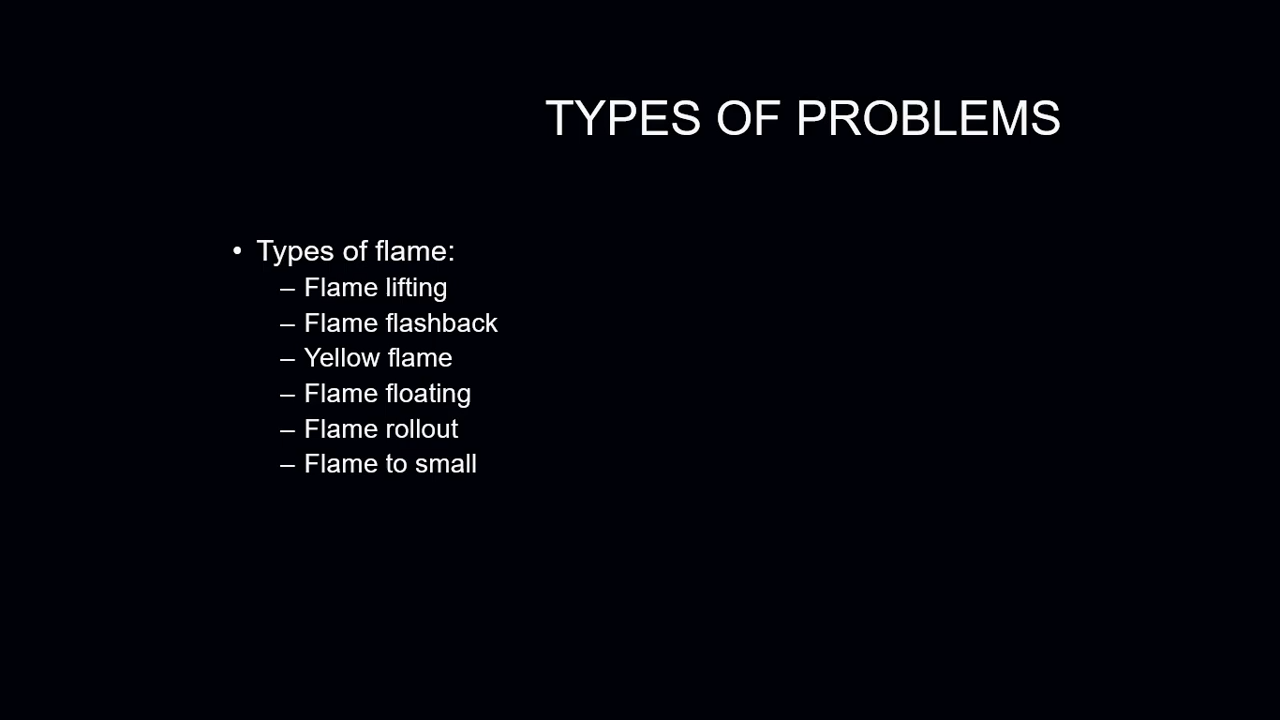 TYPES OF PROBLEMS
• Types of flame:
– Flame lifting
– Flame flashback
– Yellow flame
– Flame floating
– Flame rollout
– Flame to small